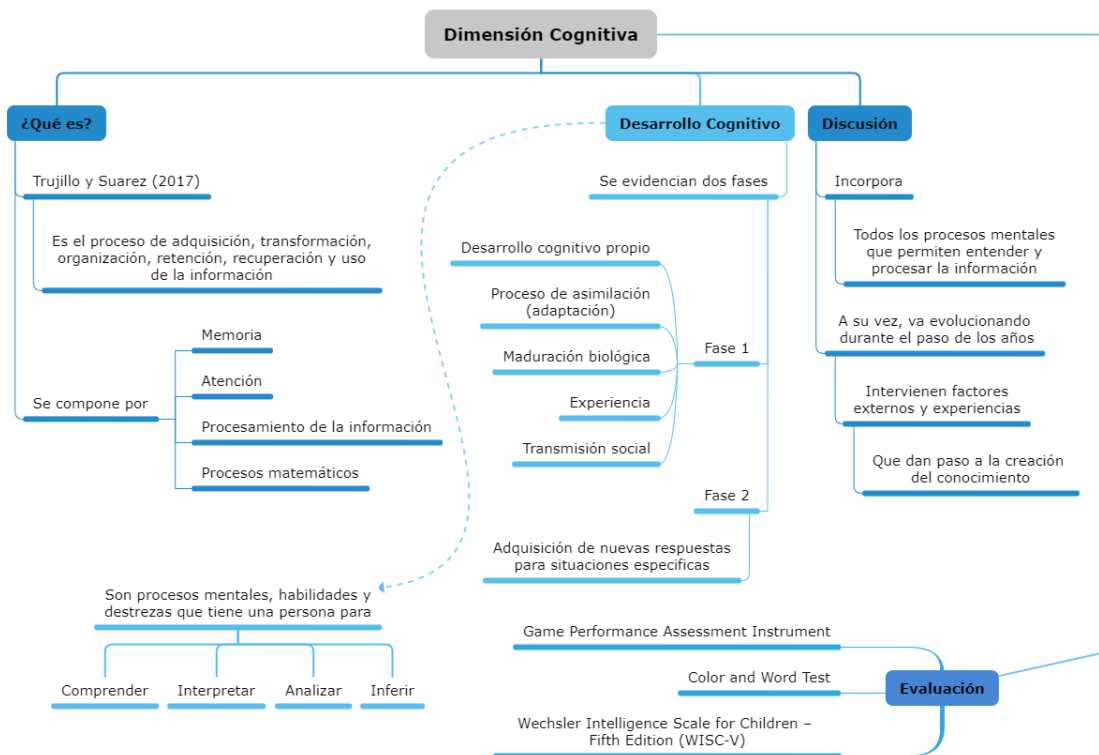 Dimensión Cognitiva
¿Qué es?
Trujillo y Suarez (2017)
Es el proceso de adquisición, transformación,
organización, retención, recuperación y uso
de la información
Se compone por
Memoria
Atención
Procesamiento de la información
Procesos matemáticos
Desarrollo Cognitivo
Se evidencian dos fases
Fase 1
Desarrollo cognitivo propio
Proceso de asimilación
(adaptación)
Maduración biológica
Experiencia
Transmisión social
Fase 2
Adquisición de nuevas respuestas
para situaciones especificas
Son procesos mentales, habilidades y
destrezas que tiene una persona para
Comprender
Interpretar
Analizar
Inferir
Discusión
Incorpora
Todos los procesos mentales
que permiten entender y
procesar la información
A su vez, va evolucionando
durante el paso de los años
Intervienen factores
externos y experiencias
Que dan paso a la creación
del conocimiento
Evaluación
Game Performance Assessment Instrument
Color and Word Test
Wechsler Intelligence Scale for Children –
Fifth Edition (WISC-V)